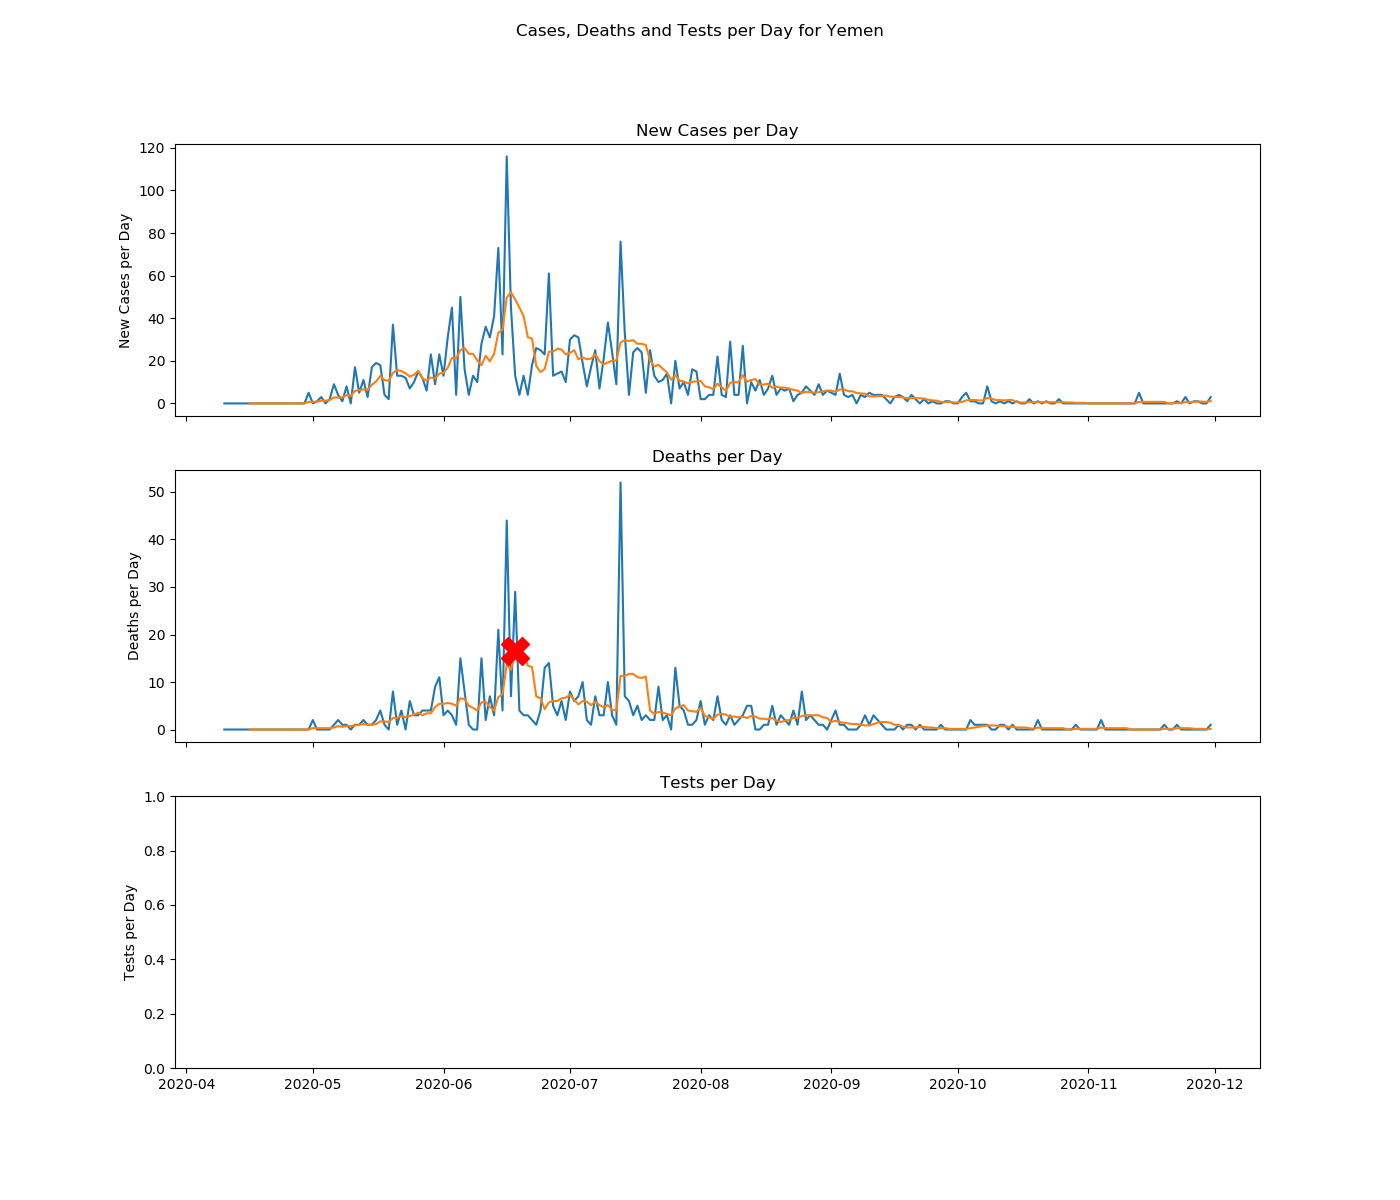 Cases, Deaths and Tests per Day for Yemen
New Cases per Day
New Cases per Day
120
100
80
60
40
20
0
Deaths per Day
Deaths per Day
50
40
30
20
10
0
Tests per Day
Tests per Day
1.0
0.8
0.6
0.4
0.2
0.0
2020-04 2020-05 2020-06 2020-07 2020-08 2020-09 2020-10 2020-11 2020-12